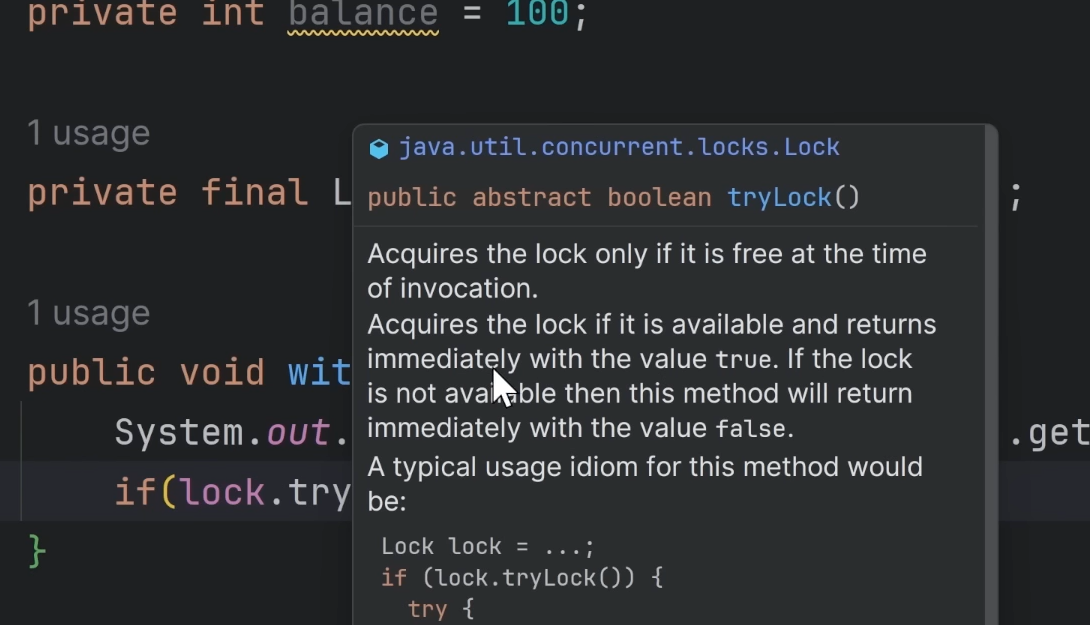 private int balance = 100;
1 usage
java.util.concurrent.locks.Lock
private final L ;
public abstract boolean tryLock()
Acquires the lock only if it is free at the time
of invocation.
1 usage
Acquires the lock if it is available and returns
immediately with the value true. If the lock
public void wit
is not available then this method will return
System.out. .get
immediately with the value false.
A typical usage idiom for this method would
if(lock.try
be:
}
Lock lock = ...;
if (lock.tryLock()) {
try {